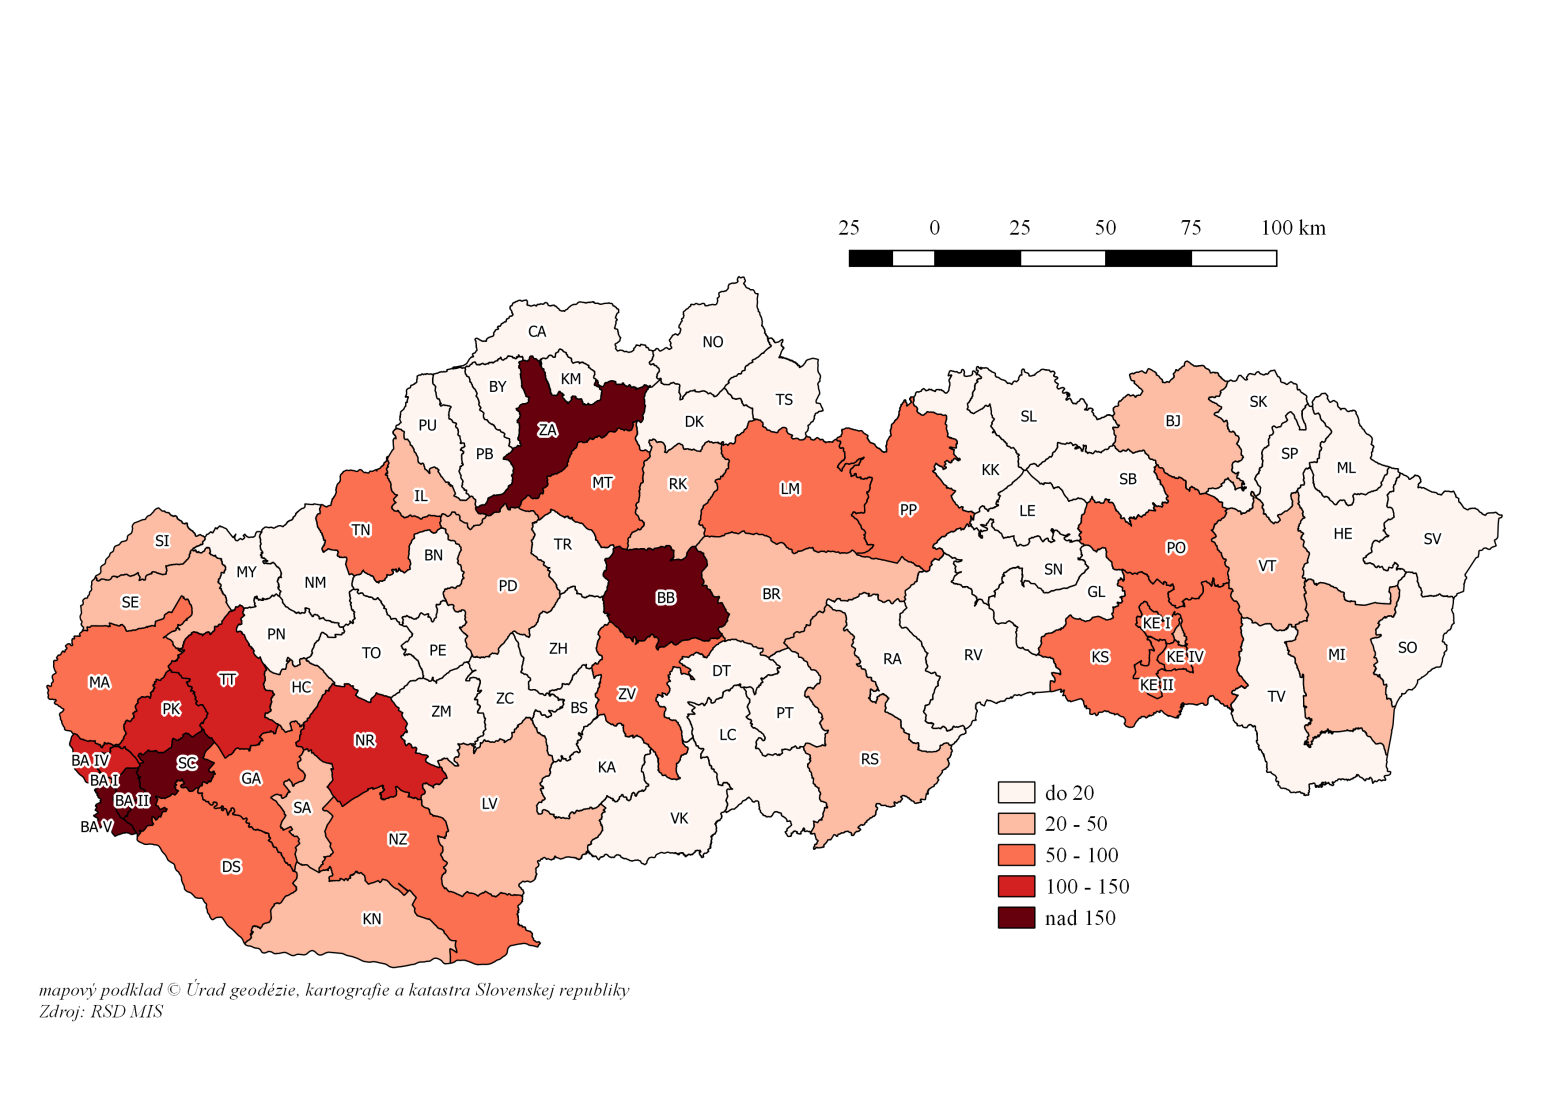 25 0 25 50 75 100 km
CA
NO
KM
BY
TS
DK
PU
ZA
SL
BJ
SK
PB
SP
ML
KK
SB
IL
MT
RK
LM
PP
LE
TN
HE
SV
SI
BN
TR
PO
MY
NM
PD
SN
VT
BR
GL
SE
BB
PN
KE I
TO
PE
ZH
RA
RV
KS
KE IV
MI
SO
MA
TT
HC
DT
KE II
ZV
ZC
TV
PK
ZM
BS
PT
NR
LC
BA IV
SC
RS
BA I
GA
KA
BA II
SA
LV
BA V
VK
NZ
DS
KN
do 20
20 - 50
50 - 100
100 - 150
nad 150
mapový podklad © Úrad geodézie, kartografie a katastra Slovenskej republiky
Zdroj: RSD MIS